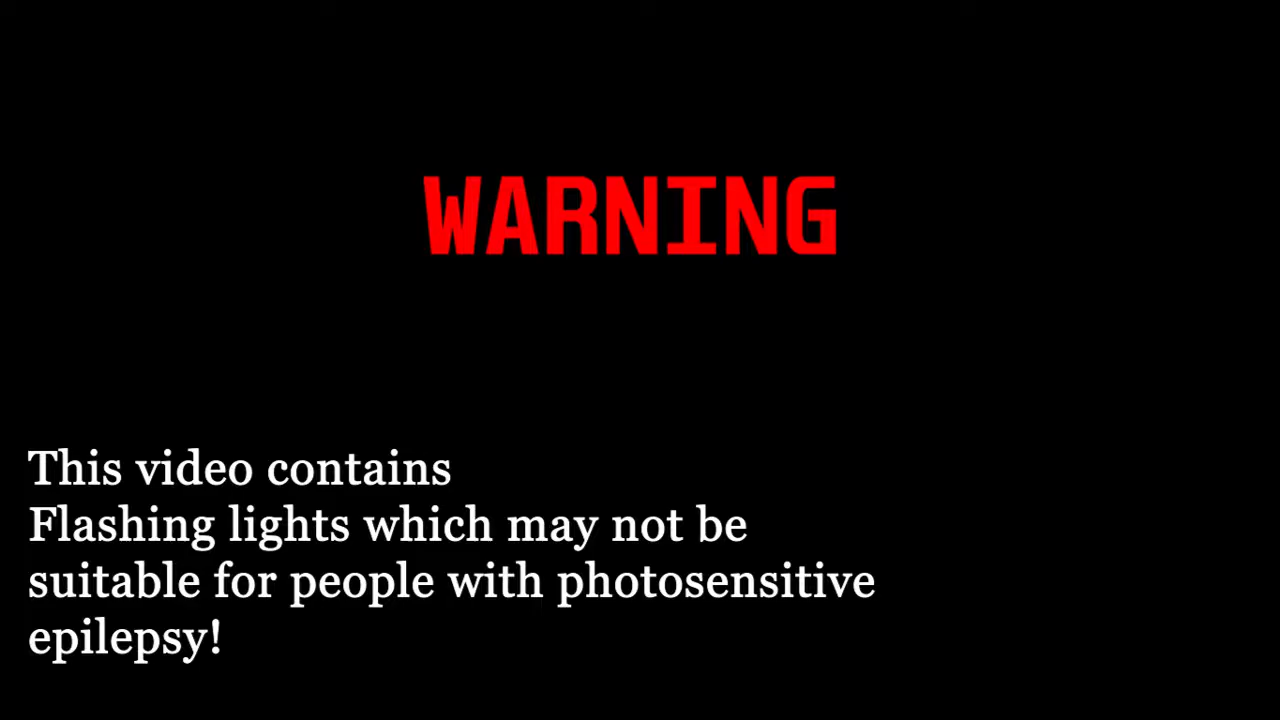 WARNING
This video contains
Flashing lights which may not be
suitable for people with photosensitive
epilepsy!